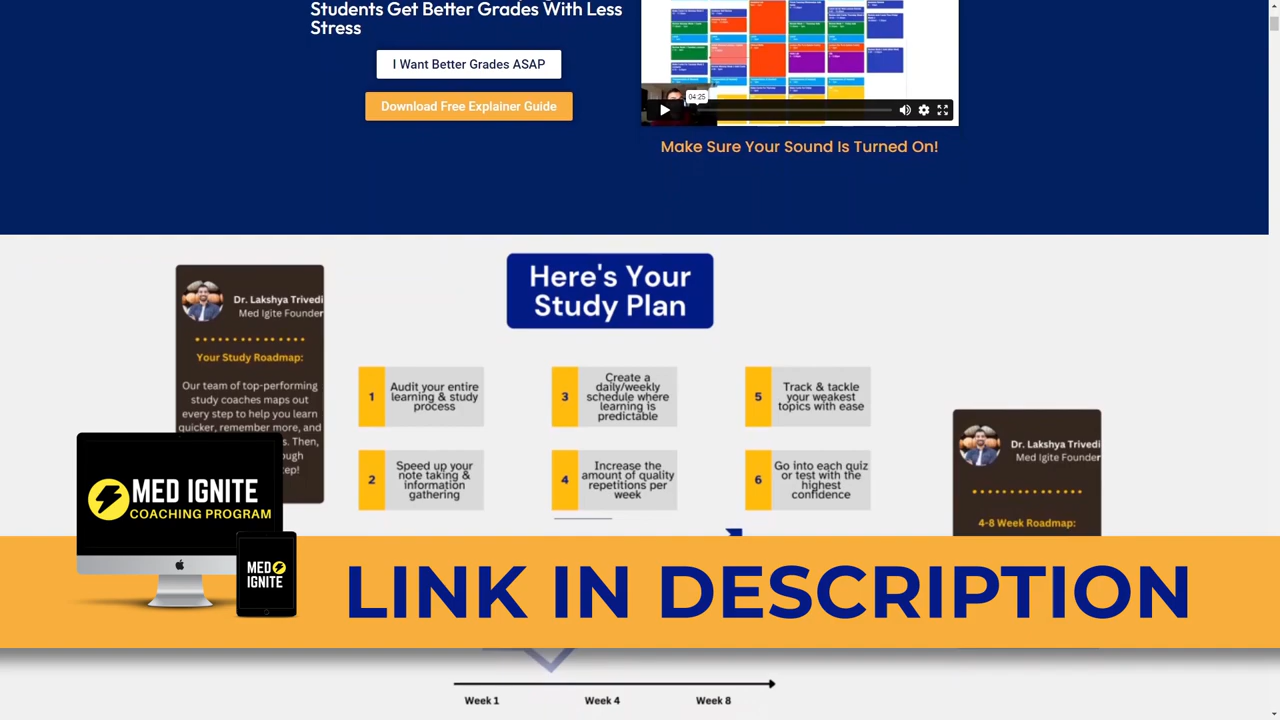 Students Get Better Grades With Less
Stress
I Want Better Grades ASAP
Download Free Explainer Guide
04:25
Make Sure Your Sound Is Turned On!
Here's Your
Study Plan
Dr. Lakshya Trivedi
Med Igite Founder
Your Study Roadmap:
Our team of top-performing
study coaches maps out
every step to help you learn
quicker, remember more, and
1
Audit your entire
learning & study
process
2
Speed up your
note taking &
information
gathering
3
Create a
daily/weekly
schedule where
learning is
predictable
4
Increase the
amount of quality
repetitions per
week
5
Track & tackle
your weakest
topics with ease
6
Go into each quiz
or test with the
highest
confidence
Dr. Lakshya Trivedi
Med Igite Founder
4-8 Week Roadmap:
MED IGNITE
COACHING PROGRAM
MED
IGNITE
LINK IN DESCRIPTION
Week 1
Week 4
Week 8